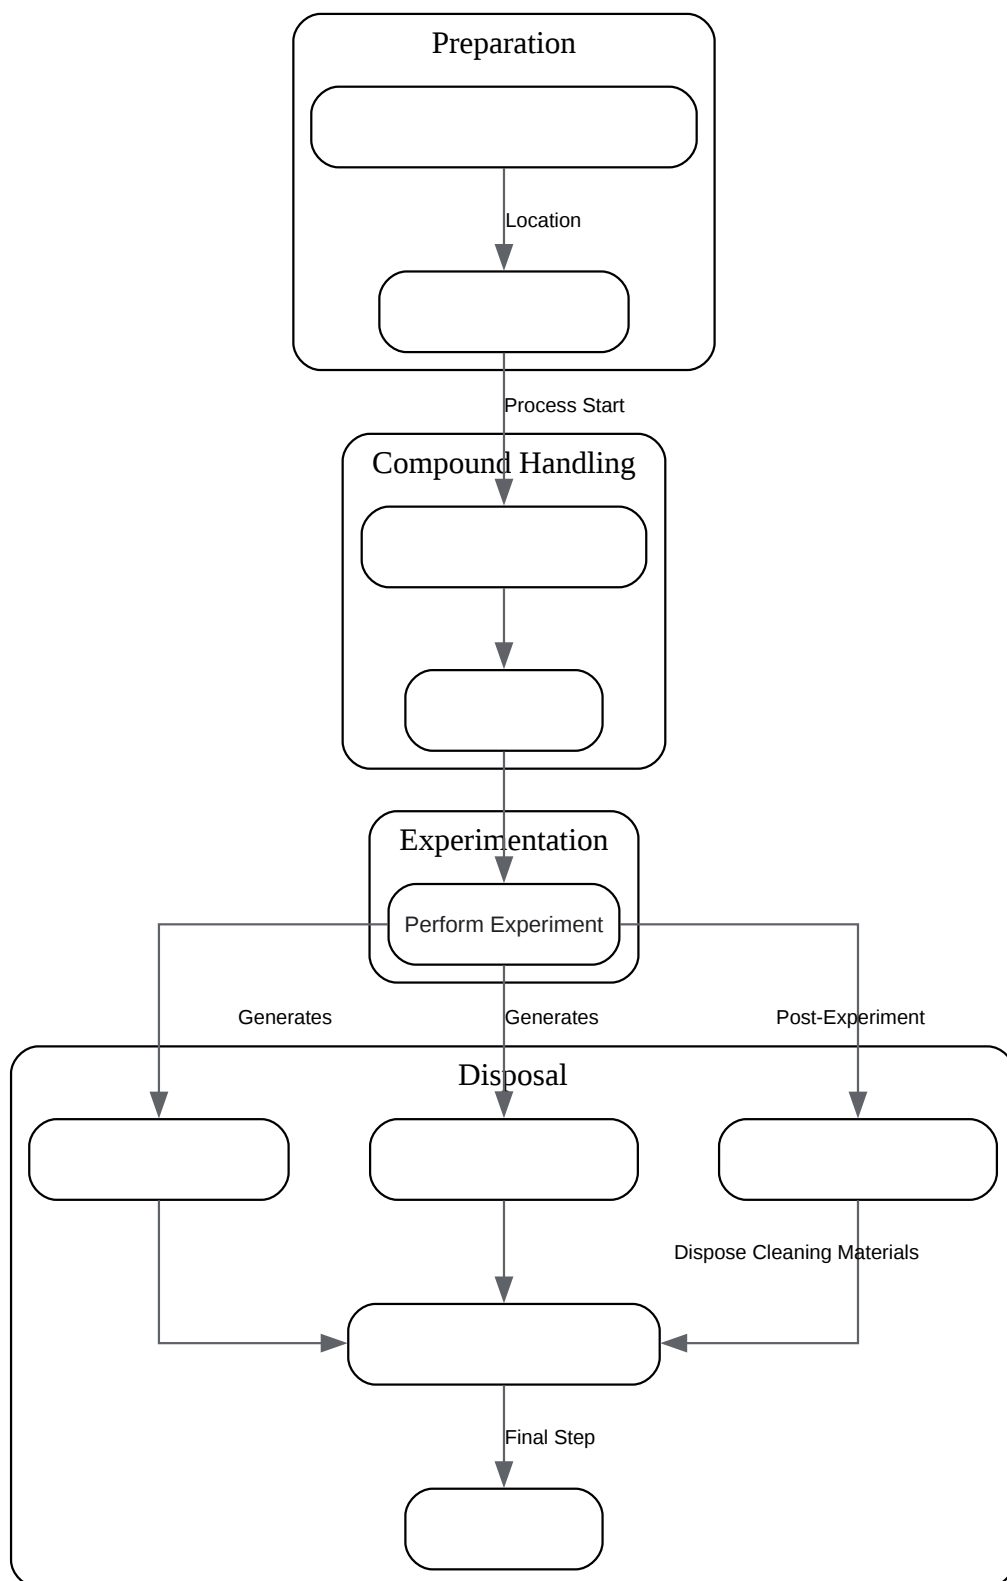 Preparation
Location
Process Start
Compound Handling
Experimentation
Perform Experiment
Generates
Generates
Post-Experiment
Disposal
Dispose Cleaning Materials
Final Step